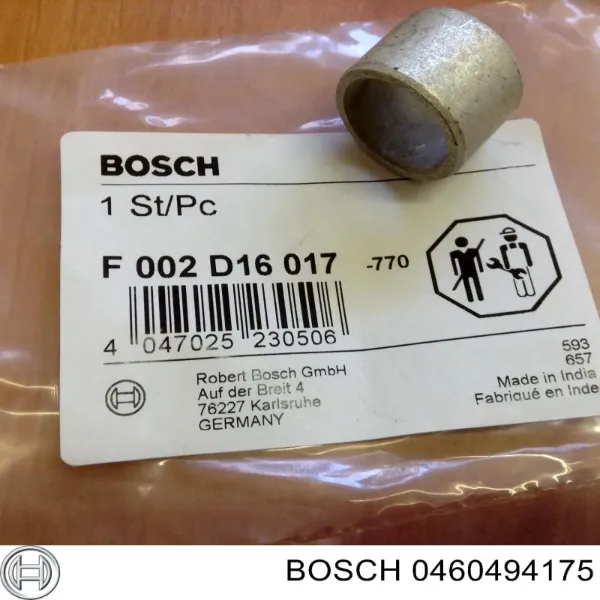 BOSCH
1 St/Pc
F 002 D16 017 -770
4 047025 230506
593
657
Made in India
Fabriqué en Inde
Robert Bosch GmbH
Auf der Breit 4
76227 Karlsruhe
GERMANY
BOSCH 0460494175